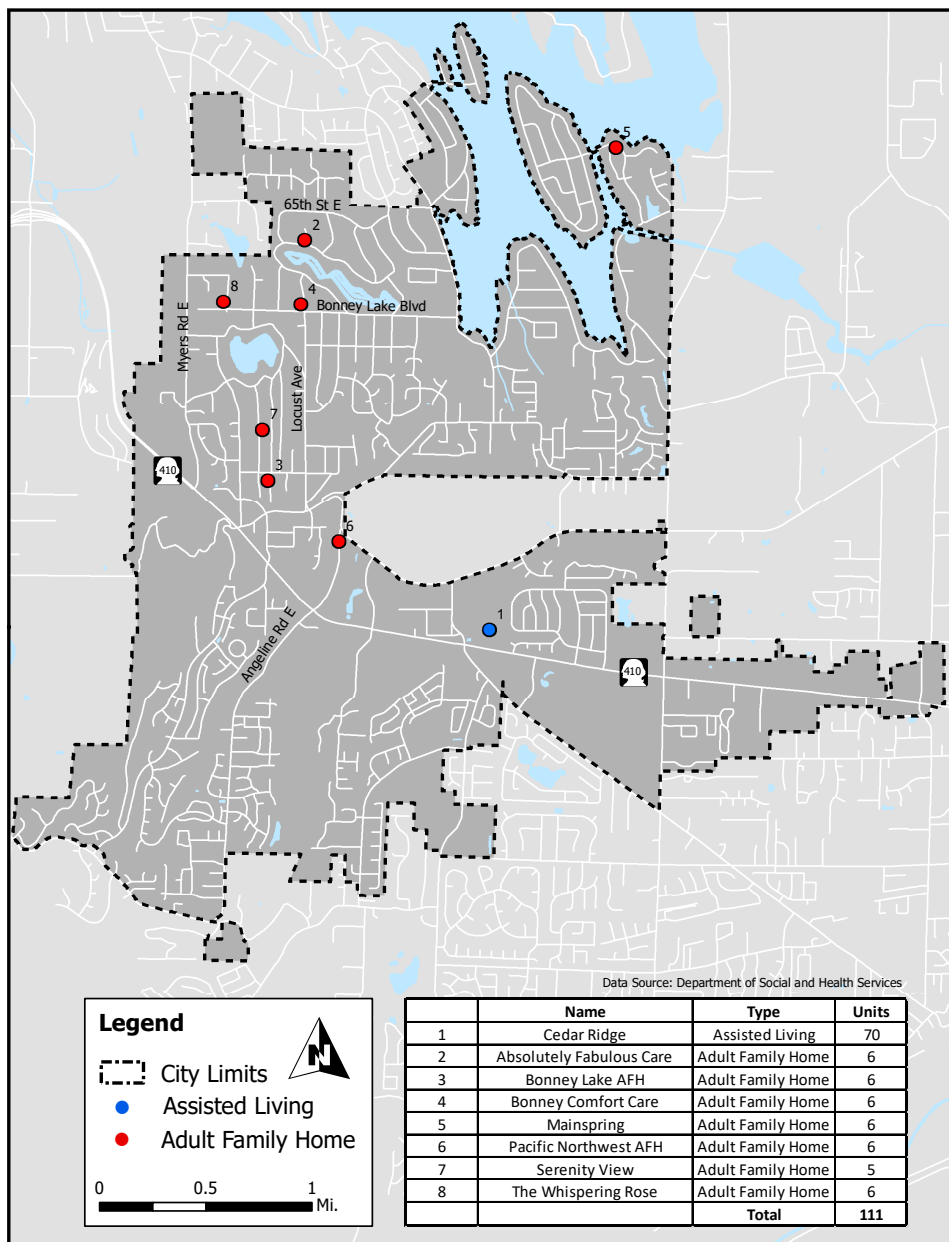 5
65th St E
2
8
4
Bonney Lake Blvd
Myers Rd E
Locust Ave
7
410
3
6
1
Angeline Rd E
410
Data Source: Department of Social and Health Services
Legend
N
City Limits
Assisted Living
Adult Family Home
0 0.5 1
Mi.
Name Type Units
1 Cedar Ridge Assisted Living 70
2 Absolutely Fabulous Care Adult Family Home 6
3 Bonney Lake AFH Adult Family Home 6
4 Bonney Comfort Care Adult Family Home 6
5 Mainspring Adult Family Home 6
6 Pacific Northwest AFH Adult Family Home 6
7 Serenity View Adult Family Home 5
8 The Whispering Rose Adult Family Home 6
Total 111